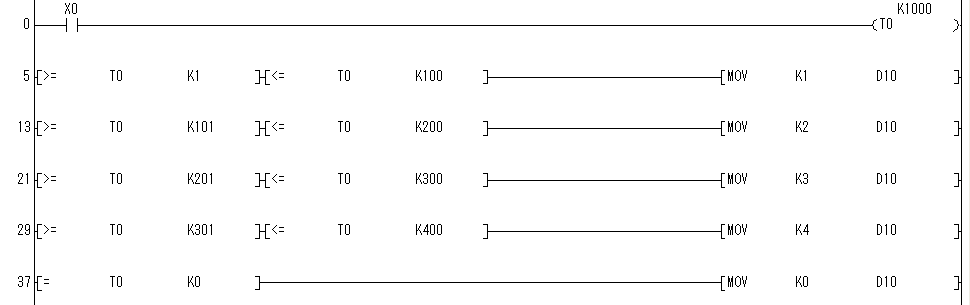 X0 K1000
0 T0
5 >= T0 K1 <= T0 K100 MOV K1 D10
13 >= T0 K101 <= T0 K200 MOV K2 D10
21 >= T0 K201 <= T0 K300 MOV K3 D10
29 >= T0 K301 <= T0 K400 MOV K4 D10
37 = T0 K0 MOV K0 D10